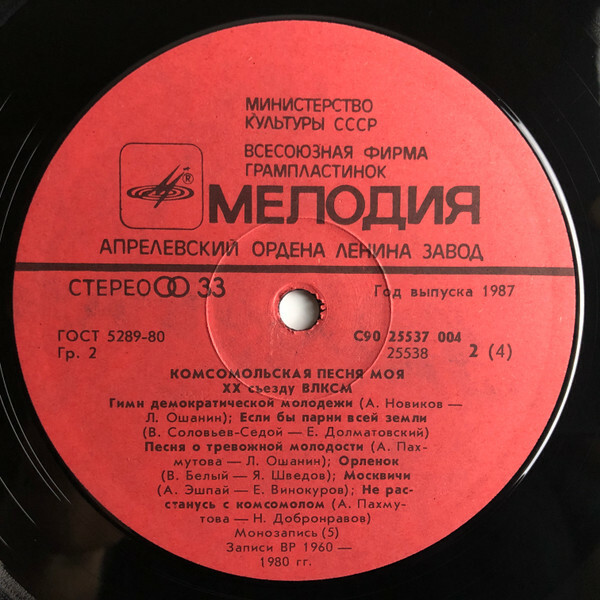 МИНИСТЕРСТВО
КУЛЬТУРЫ СССР
ВСЕСОЮЗНАЯ ФИРМА
ГРАМПЛАСТИНОК
® МЕЛОДИЯ
АПРЕЛЕВСКИЙ ОРДЕНА ЛЕНИНА ЗАВОД
СТЕРЕО 33 Год выпуска 1987
ГОСТ 5289-80 С90 25537 004
Гр. 2 25538 2 (4)
КОМСОМОЛЬСКАЯ ПЕСНЯ МОЯ
XX съезду ВЛКСМ
Гимн демократической молодежи (А. Новиков —
Л. Ошанин); Если бы парни всей земли
(В. Соловьев-Седой — Е. Долматовский)
Песня о тревожной молодости (А. Пах-
мутова — Л. Ошанин); Орленок
(В. Белый — Я. Шведов); Москвичи
(А. Эшпай — Е. Винокуров); Не рас-
станусь с комсомолом (А. Пахму-
това — Н. Добронравов)
Монозапись (5)
Записи ВР 1960 —
1980 гг.